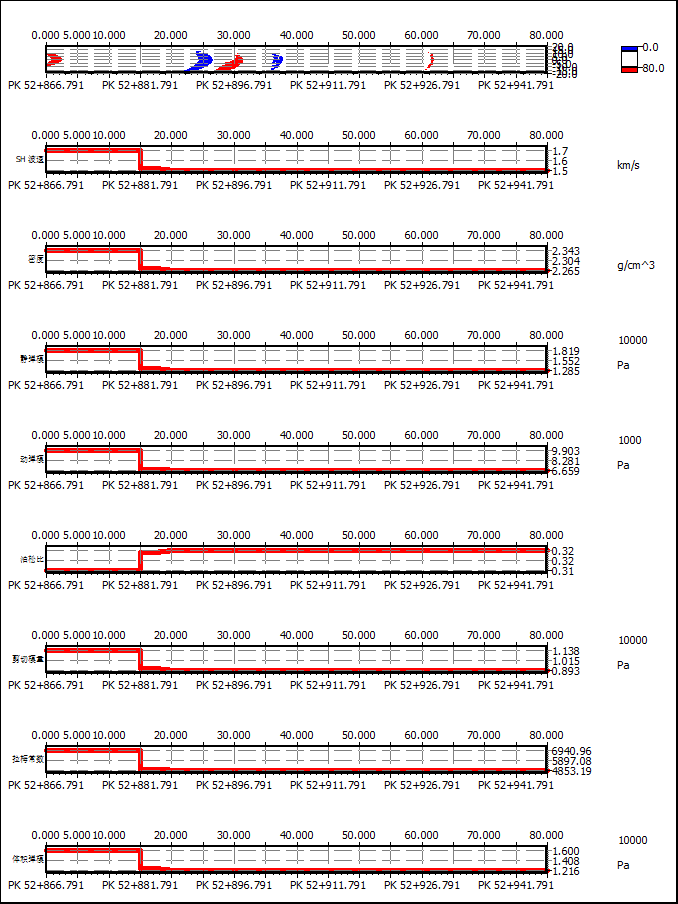 0.000 5.000 10.000 20.000 30.000 40.000 50.000 60.000 70.000 80.000
20.0
0.0
80.0
-20.0
PK 52+866.791 PK 52+881.791 PK 52+896.791 PK 52+911.791 PK 52+926.791 PK 52+941.791
0.000 5.000 10.000 20.000 30.000 40.000 50.000 60.000 70.000 80.000
SH 波速
1.7
1.6
1.5
km/s
PK 52+866.791 PK 52+881.791 PK 52+896.791 PK 52+911.791 PK 52+926.791 PK 52+941.791
0.000 5.000 10.000 20.000 30.000 40.000 50.000 60.000 70.000 80.000
密度
2.343
2.304
2.265
g/cm^3
PK 52+866.791 PK 52+881.791 PK 52+896.791 PK 52+911.791 PK 52+926.791 PK 52+941.791
0.000 5.000 10.000 20.000 30.000 40.000 50.000 60.000 70.000 80.000
10000
静弹模
1.819
1.552
1.285
Pa
PK 52+866.791 PK 52+881.791 PK 52+896.791 PK 52+911.791 PK 52+926.791 PK 52+941.791
0.000 5.000 10.000 20.000 30.000 40.000 50.000 60.000 70.000 80.000
1000
动弹模
9.903
8.281
6.659
Pa
PK 52+866.791 PK 52+881.791 PK 52+896.791 PK 52+911.791 PK 52+926.791 PK 52+941.791
0.000 5.000 10.000 20.000 30.000 40.000 50.000 60.000 70.000 80.000
泊松比
0.32
0.32
0.31
PK 52+866.791 PK 52+881.791 PK 52+896.791 PK 52+911.791 PK 52+926.791 PK 52+941.791
0.000 5.000 10.000 20.000 30.000 40.000 50.000 60.000 70.000 80.000
10000
剪切模量
1.138
1.015
0.893
Pa
PK 52+866.791 PK 52+881.791 PK 52+896.791 PK 52+911.791 PK 52+926.791 PK 52+941.791
0.000 5.000 10.000 20.000 30.000 40.000 50.000 60.000 70.000 80.000
拉梅常数
6940.96
5897.08
4853.19
PK 52+866.791 PK 52+881.791 PK 52+896.791 PK 52+911.791 PK 52+926.791 PK 52+941.791
0.000 5.000 10.000 20.000 30.000 40.000 50.000 60.000 70.000 80.000
10000
体积弹模
1.600
1.408
1.216
Pa
PK 52+866.791 PK 52+881.791 PK 52+896.791 PK 52+911.791 PK 52+926.791 PK 52+941.791